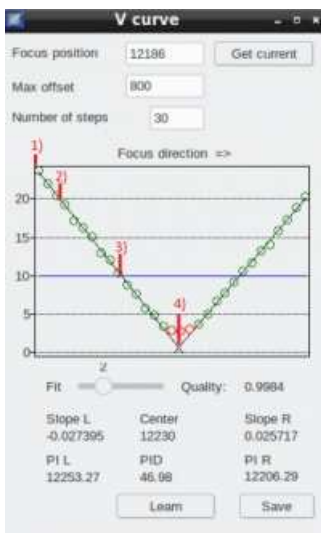 V curve
Focus position 12186 Get current
Max offset 800
Number of steps 30
1) Focus direction =>
2)
20
15
3)
10
4)
5
0
2
Fit Quality: 0.9984
Slope L Center Slope R
-0.027395 12230 0.025717
PI L PID PI R
12253.27 46.98 12206.29
Learn Save